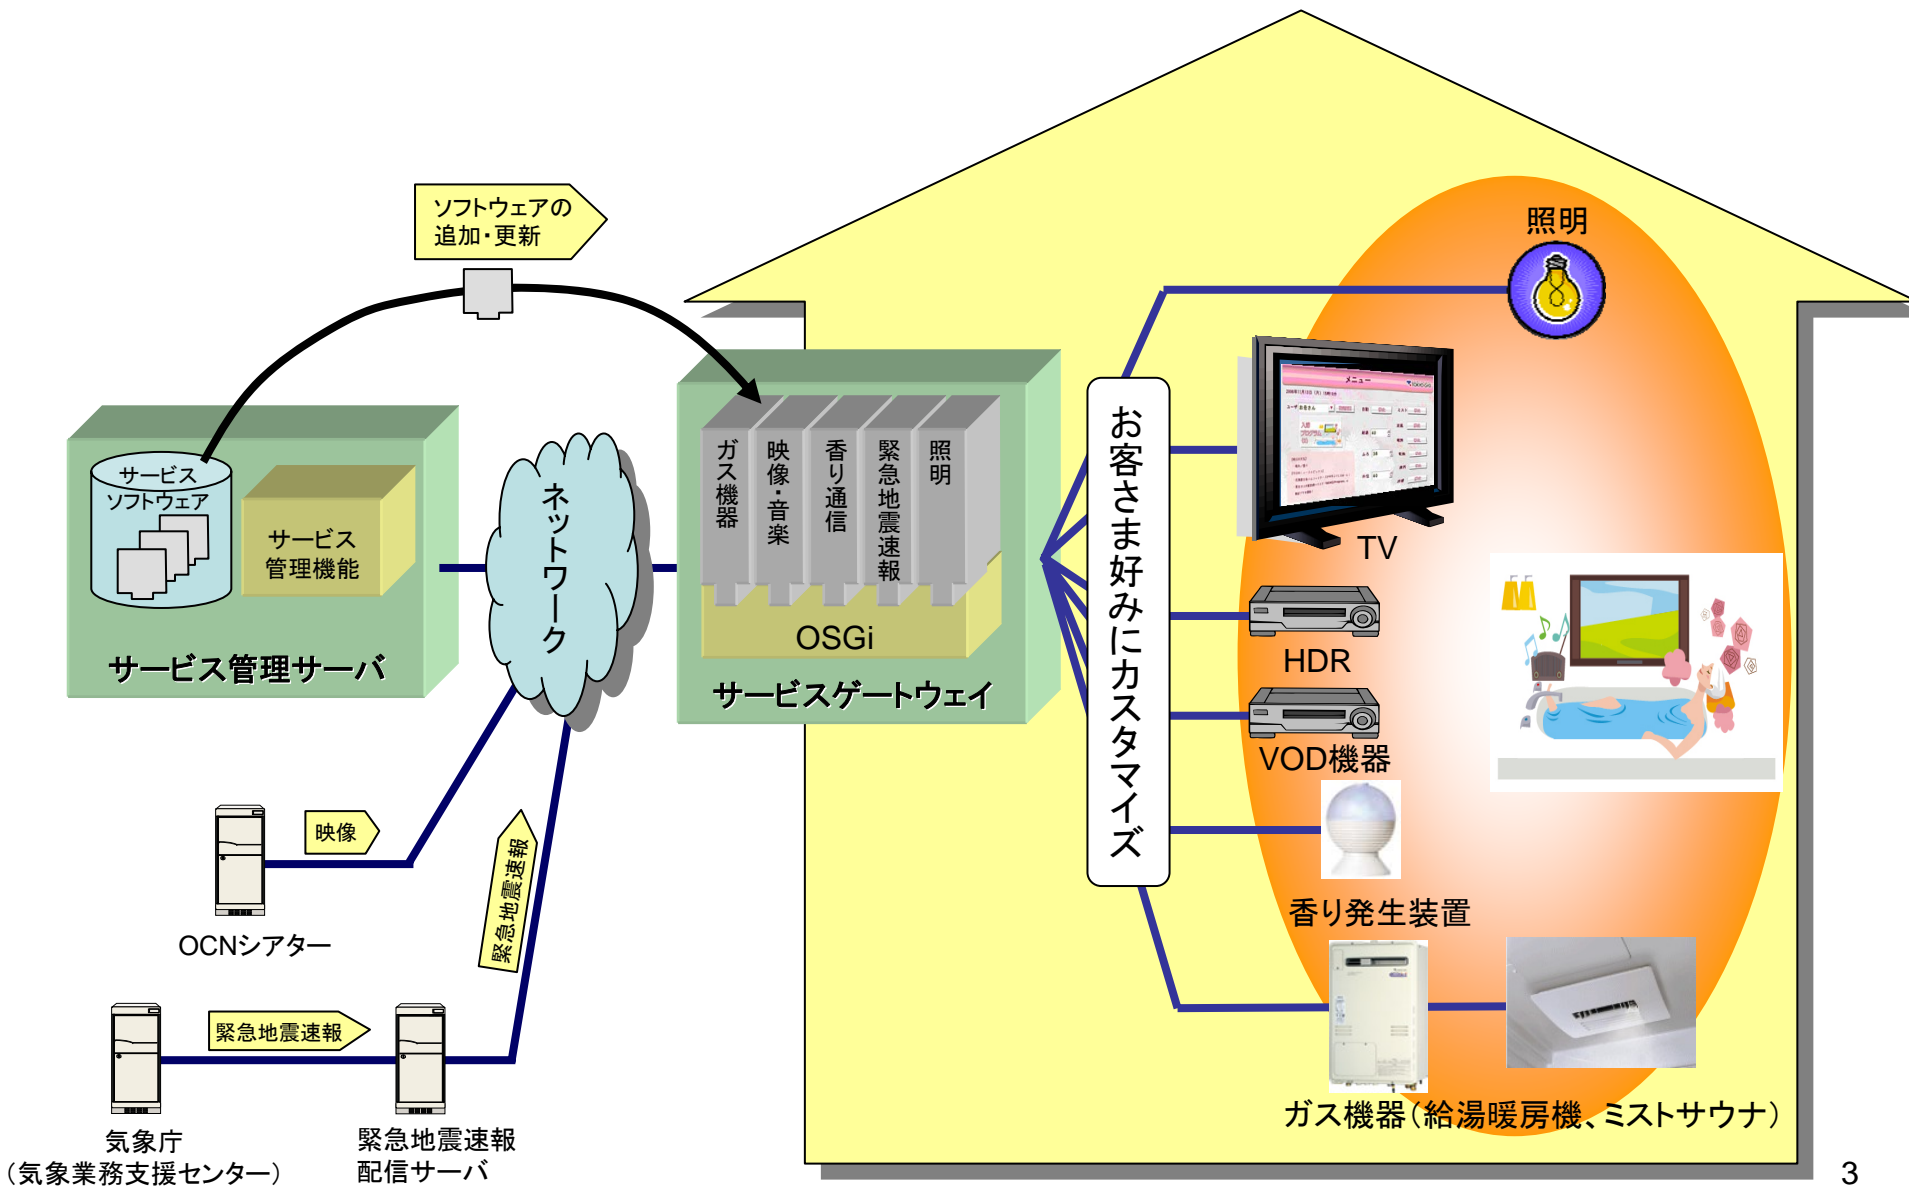 ソフトウェアの
追加・更新
サービス
ソフトウェア
サービス
管理機能
サービス管理サーバ
ネットワーク
ガス機器
映像・音楽
香り通信
緊急地震速報
照明
OSGi
サービスゲートウェイ
お客さま好みにカスタマイズ
照明
メニュー
TV
HDR
VOD機器
香り発生装置
ガス機器（給湯暖房機、ミストサウナ）
映像
OCNシアター
緊急地震速報
緊急地震速報
気象庁
（気象業務支援センター）
緊急地震速報
配信サーバ
3